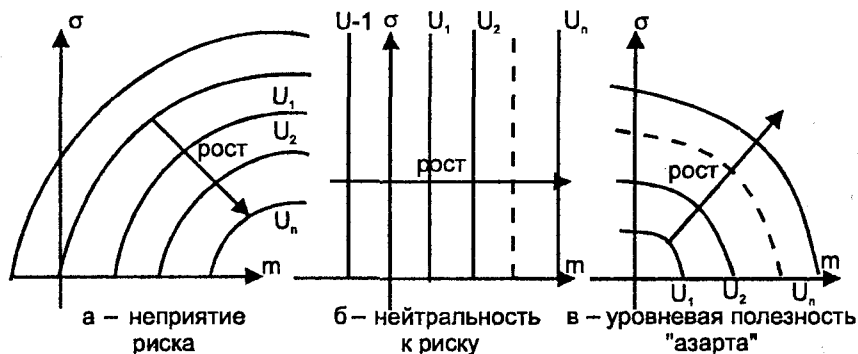 σ
U₁
U₂
рост
Uₙ
m
а – неприятие
риска
U-1 σ U₁ U₂ Uₙ
рост
m
б – нейтральность
к риску
σ
рост
m
U₁ U₂ Uₙ
в – уровневая полезность
"азарта"